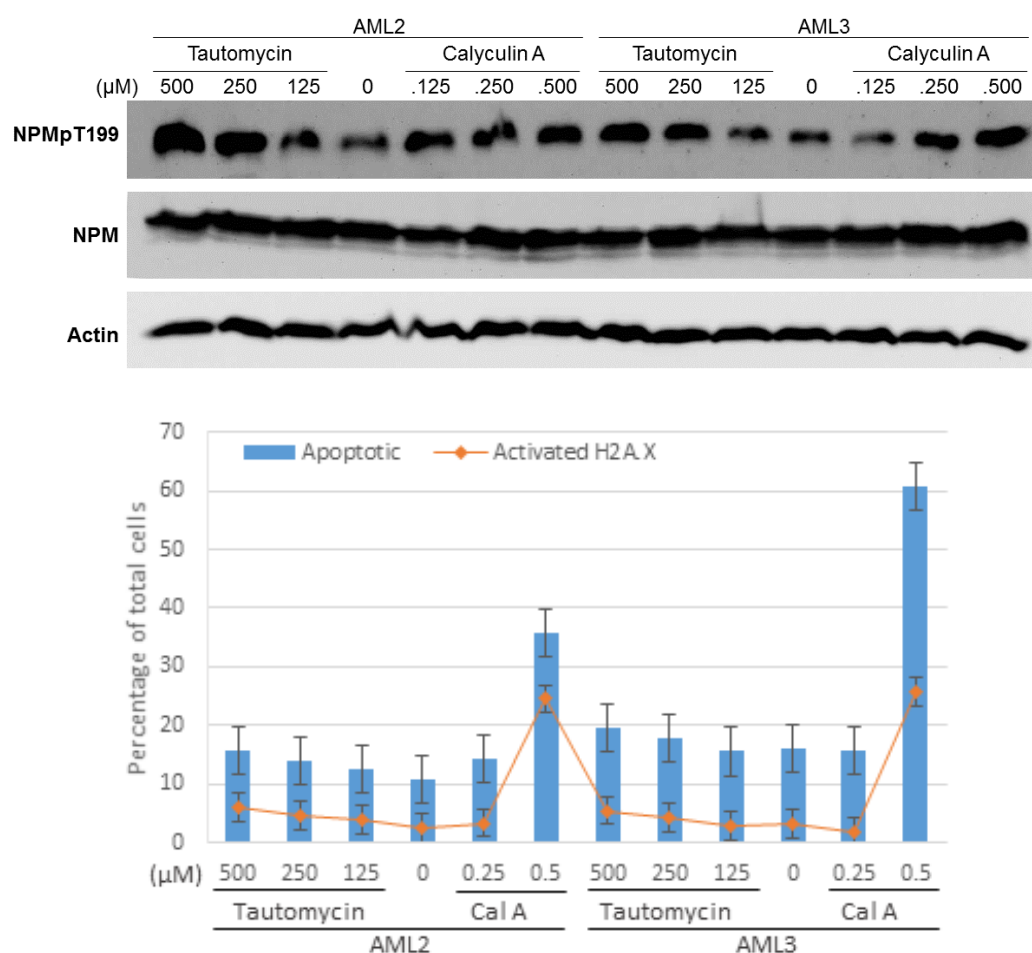 AML2 AML3
Tautomycin Calyculin A Tautomycin Calyculin A
(µM) 500 250 125 0 .125 .250 .500 500 250 125 0 .125 .250 .500
NPMpT199
NPM
Actin
70
Apoptotic Activated H2A.X
60
50
40
30
20
10
0
Percentage of total cells
(µM) 500 250 125 0 0.25 0.5 500 250 125 0 0.25 0.5
Tautomycin Cal A Tautomycin Cal A
AML2 AML3